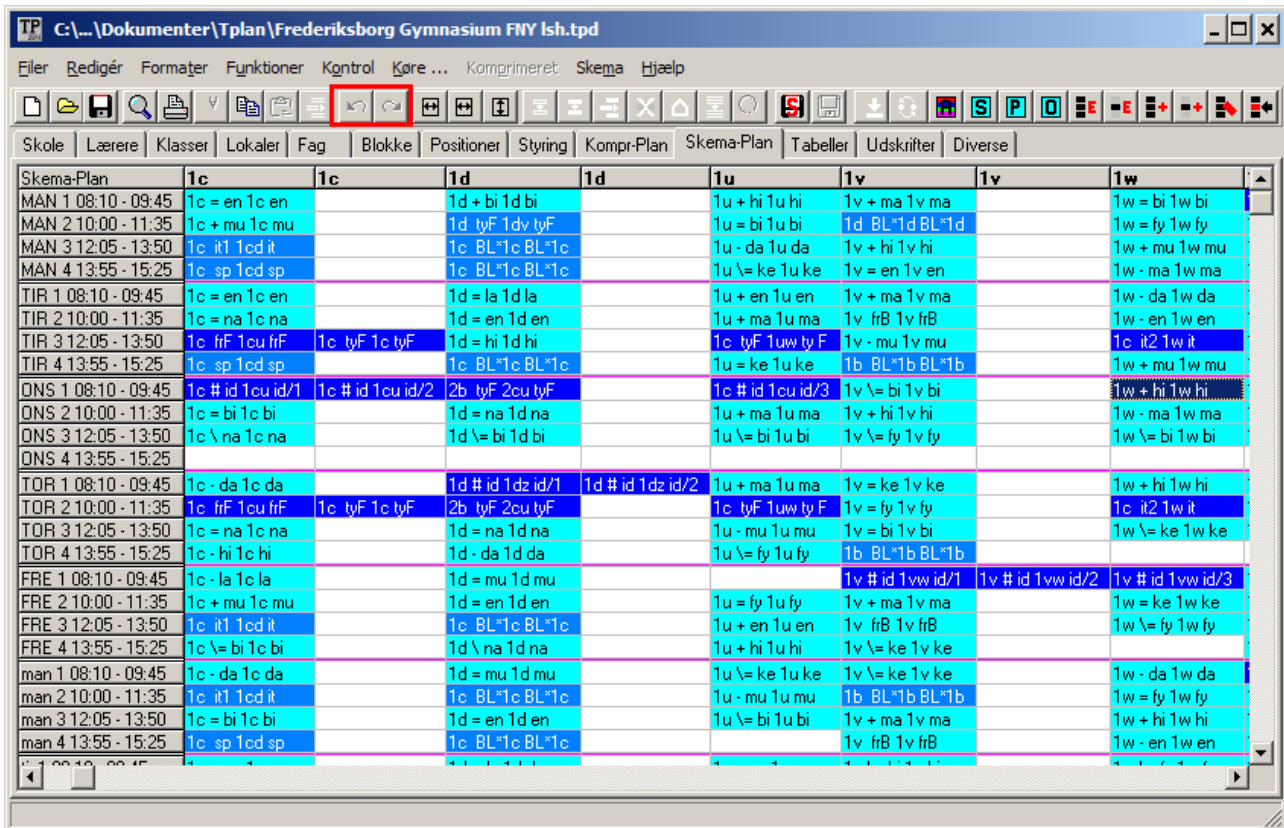 C:\...\Dokumenter\Tplan\Frederiksborg Gymnasium FNY lsh.tpd
Filer Redigér Formater Funktioner Kontrol Køre ... Komprimeret Skema Hjælp
S S P O E E
Skole Lærere Klasser Lokaler Fag Blokke Positioner Styring Kompr-Plan Skema-Plan Tabeller Udskrifter Diverse
Skema-Plan 1c 1c 1d 1d 1u 1v 1v 1w
MAN 1 08:10 - 09:45 1c = en 1c en 1d + bi 1d bi 1u + hi 1u hi 1v + ma 1v ma 1w = bi 1w bi
MAN 2 10:00 - 11:35 1c + mu 1c mu 1d tyF 1dv tyF 1u = bi 1u bi 1d BL*1d BL*1d 1w = fy 1w fy
MAN 3 12:05 - 13:50 1c it1 1cd it 1c BL*1c BL*1c 1u - da 1u da 1v + hi 1v hi 1w + mu 1w mu
MAN 4 13:55 - 15:25 1c sp 1cd sp 1c BL*1c BL*1c 1u \= ke 1u ke 1v = en 1v en 1w - ma 1w ma
TIR 1 08:10 - 09:45 1c = en 1c en 1d = la 1d la 1u + en 1u en 1v + ma 1v ma 1w - da 1w da
TIR 2 10:00 - 11:35 1c = na 1c na 1d = en 1d en 1u + ma 1u ma 1v frB 1v frB 1w - en 1w en
TIR 3 12:05 - 13:50 1c frF 1cu frF 1c tyF 1c tyF 1d = hi 1d hi 1c tyF 1uw ty F 1v - mu 1v mu 1c it2 1w it
TIR 4 13:55 - 15:25 1c sp 1cd sp 1c BL*1c BL*1c 1u = ke 1u ke 1b BL*1b BL*1b 1w + mu 1w mu
ONS 1 08:10 - 09:45 1c # id 1cu id/1 1c # id 1cu id/2 2b tyF 2cu tyF 1c # id 1cu id/3 1v \= bi 1v bi 1w + hi 1w hi
ONS 2 10:00 - 11:35 1c = bi 1c bi 1d = na 1d na 1u + ma 1u ma 1v + hi 1v hi 1w - ma 1w ma
ONS 3 12:05 - 13:50 1c \ na 1c na 1d \= bi 1d bi 1u \= bi 1u bi 1v \= fy 1v fy 1w \= bi 1w bi
ONS 4 13:55 - 15:25
TOR 1 08:10 - 09:45 1c - da 1c da 1d # id 1dz id/1 1d # id 1dz id/2 1u + ma 1u ma 1v = ke 1v ke 1w + hi 1w hi
TOR 2 10:00 - 11:35 1c frF 1cu frF 1c tyF 1c tyF 2b tyF 2cu tyF 1c tyF 1uw ty F 1v = fy 1v fy 1c it2 1w it
TOR 3 12:05 - 13:50 1c = na 1c na 1d = na 1d na 1u - mu 1u mu 1v = bi 1v bi 1w \= ke 1w ke
TOR 4 13:55 - 15:25 1c - hi 1c hi 1d - da 1d da 1u \= fy 1u fy 1b BL*1b BL*1b
FRE 1 08:10 - 09:45 1c - la 1c la 1d = mu 1d mu 1v # id 1vw id/1 1v # id 1vw id/2 1v # id 1vw id/3
FRE 2 10:00 - 11:35 1c + mu 1c mu 1d = en 1d en 1u = fy 1u fy 1v + ma 1v ma 1w = ke 1w ke
FRE 3 12:05 - 13:50 1c it1 1cd it 1c BL*1c BL*1c 1u + en 1u en 1v frB 1v frB 1w \= fy 1w fy
FRE 4 13:55 - 15:25 1c \= bi 1c bi 1d \ na 1d na 1u + hi 1u hi 1v \= ke 1v ke
man 1 08:10 - 09:45 1c - da 1c da 1d = mu 1d mu 1u \= ke 1u ke 1v \= ke 1v ke 1w - da 1w da
man 2 10:00 - 11:35 1c it1 1cd it 1c BL*1c BL*1c 1u - mu 1u mu 1b BL*1b BL*1b 1w = fy 1w fy
man 3 12:05 - 13:50 1c = bi 1c bi 1d = en 1d en 1u \= bi 1u bi 1v + ma 1v ma 1w + hi 1w hi
man 4 13:55 - 15:25 1c sp 1cd sp 1c BL*1c BL*1c 1v frB 1v frB 1w - en 1w en